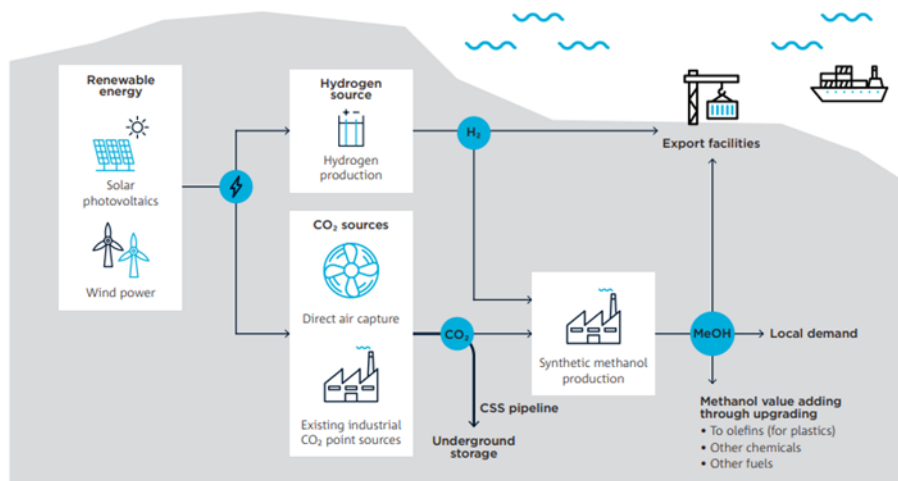 Renewable
energy
Solar
photovoltaics
Wind power
Hydrogen
source
+ -
Hydrogen
production
H₂
Export facilities
CO₂ sources
Direct air capture
Existing industrial
CO₂ point sources
CO₂
CSS pipeline
Underground
storage
Synthetic methanol
production
MeOH
Local demand
Methanol value adding
through upgrading
• To olefins (for plastics)
• Other chemicals
• Other fuels